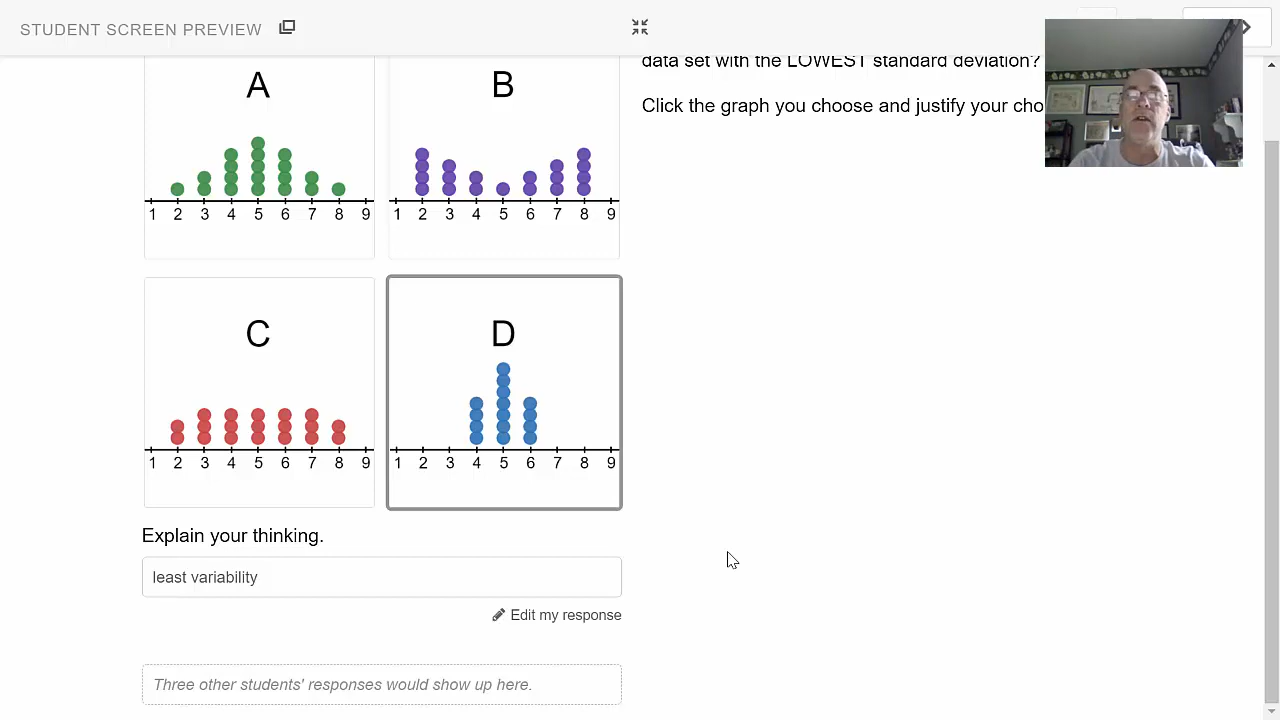 STUDENT SCREEN PREVIEW
data set with the LOWEST standard deviation?
Click the graph you choose and justify your cho
A
B
1 2 3 4 5 6 7 8 9
1 2 3 4 5 6 7 8 9
C
D
1 2 3 4 5 6 7 8 9
1 2 3 4 5 6 7 8 9
Explain your thinking.
least variability
Edit my response
Three other students' responses would show up here.